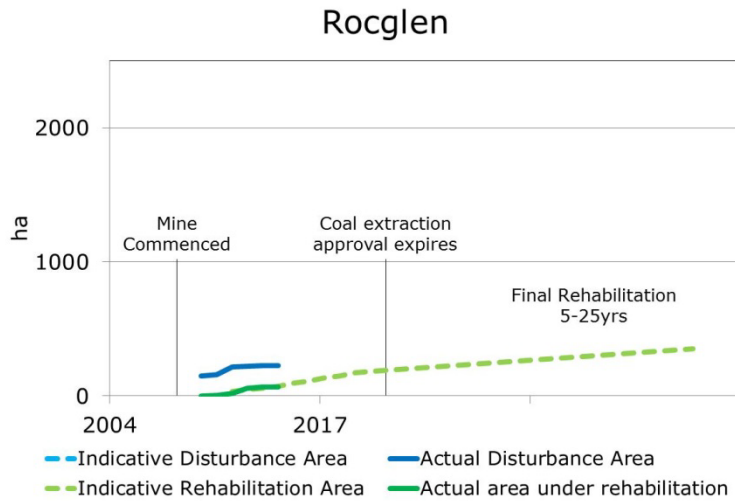 Rocglen
2000
Mine
Commenced
Coal extraction
approval expires
ha
1000
Final Rehabilitation
5-25yrs
0
2004
2017
Indicative Disturbance Area
Actual Disturbance Area
Indicative Rehabilitation Area
Actual area under rehabilitation